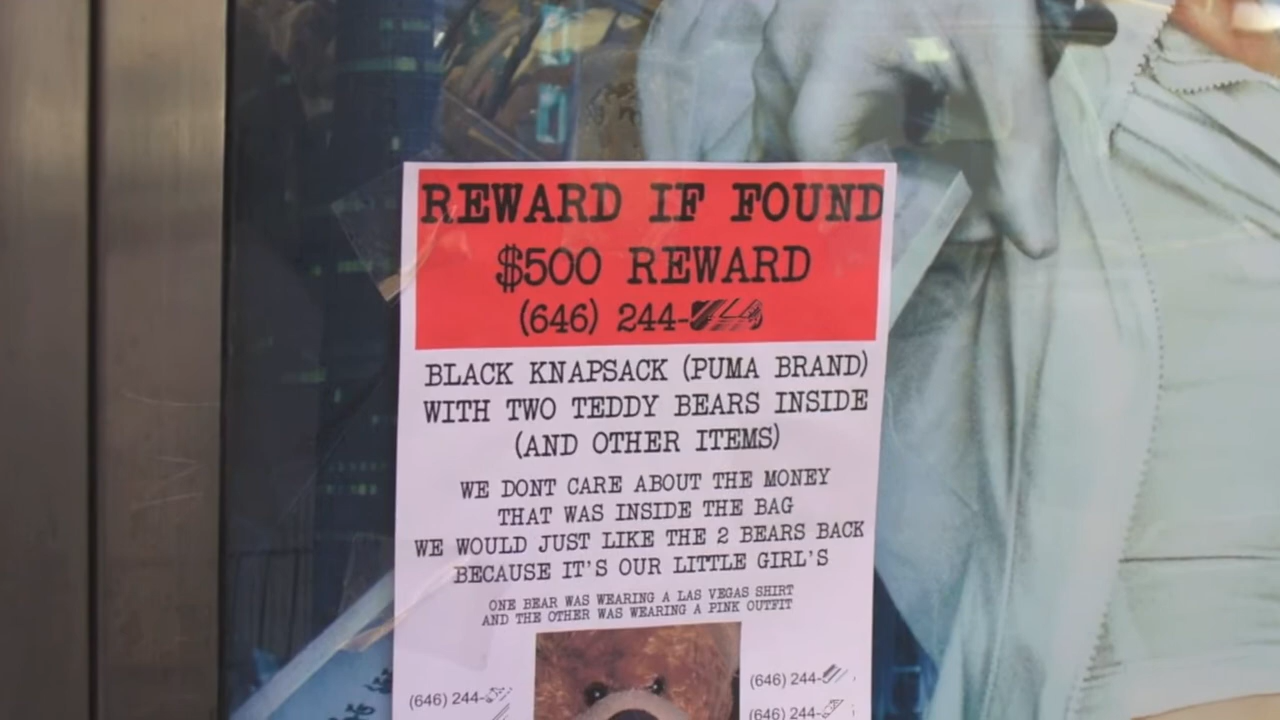 REWARD IF FOUND
$500 REWARD
(646) 244-
BLACK KNAPSACK (PUMA BRAND)
WITH TWO TEDDY BEARS INSIDE
(AND OTHER ITEMS)
WE DONT CARE ABOUT THE MONEY
THAT WAS INSIDE THE BAG
WE WOULD JUST LIKE THE 2 BEARS BACK
BECAUSE IT'S OUR LITTLE GIRL'S
ONE BEAR WAS WEARING A LAS VEGAS SHIRT
AND THE OTHER WAS WEARING A PINK OUTFIT
(646) 244-
(646) 244-
(646) 244-